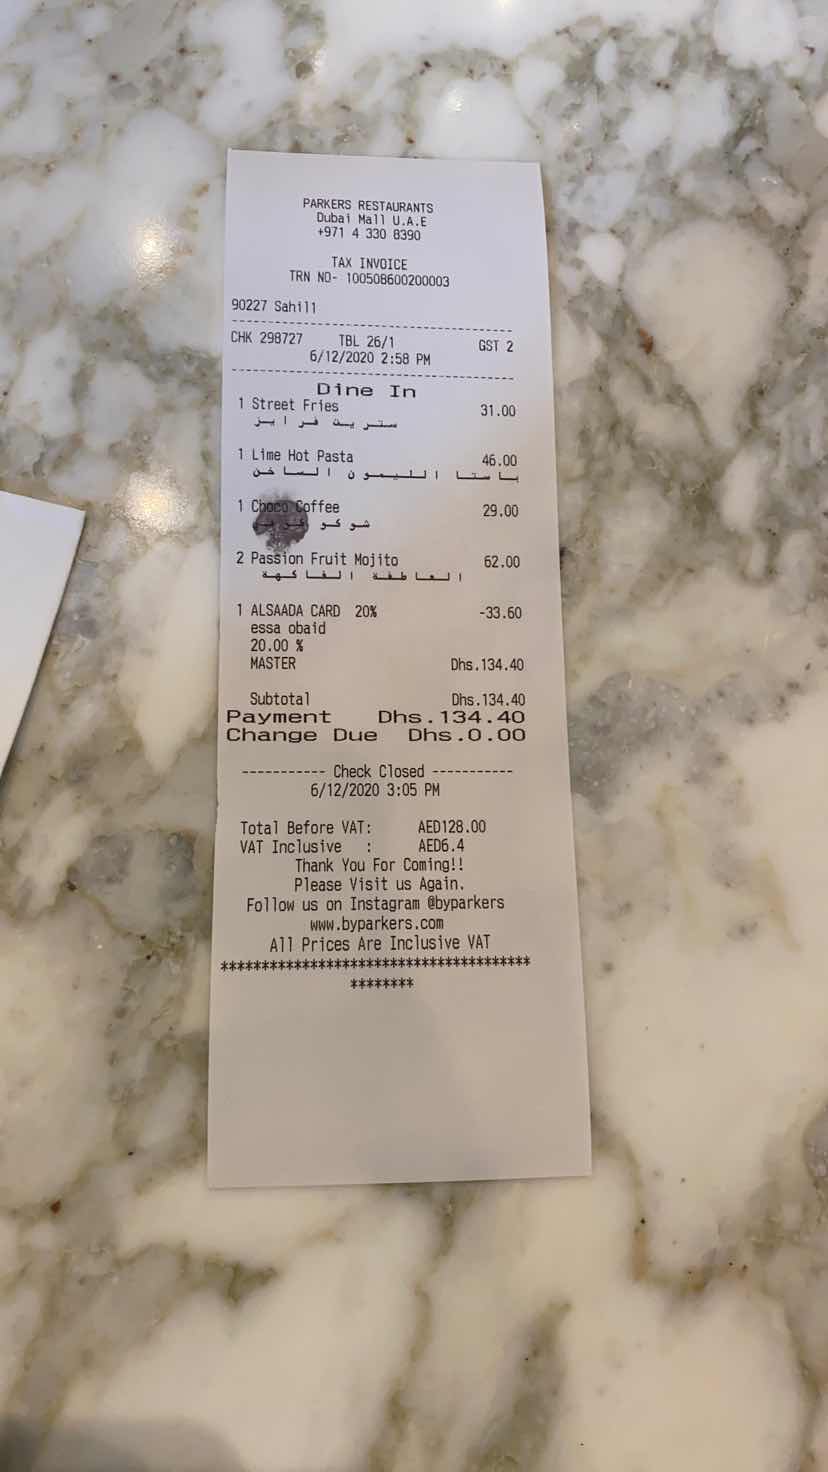 PARKERS RESTAURANTS
Dubai Mall U.A.E
+971 4 330 8390
TAX INVOICE
TRN NO- 100508600200003
90227 Sahil1
--------------------------------------
CHK 298727 TBL 26/1 GST 2
6/12/2020 2:58 PM
--------------------------------------
Dine In
1 Street Fries 31.00
ستريت فرايز
1 Lime Hot Pasta 46.00
باستا الليمون الساخن
1 Choco Coffee 29.00
شوكو كوفي
2 Passion Fruit Mojito 62.00
العاطفة الفاكهة
1 ALSAADA CARD 20% -33.60
essa obaid
20.00 %
MASTER Dhs.134.40
Subtotal Dhs.134.40
Payment Dhs.134.40
Change Due Dhs.0.00
----------- Check Closed -----------
6/12/2020 3:05 PM
Total Before VAT: AED128.00
VAT Inclusive : AED6.4
Thank You For Coming!!
Please Visit us Again.
Follow us on Instagram @byparkers
www.byparkers.com
All Prices Are Inclusive VAT
**************************************
********